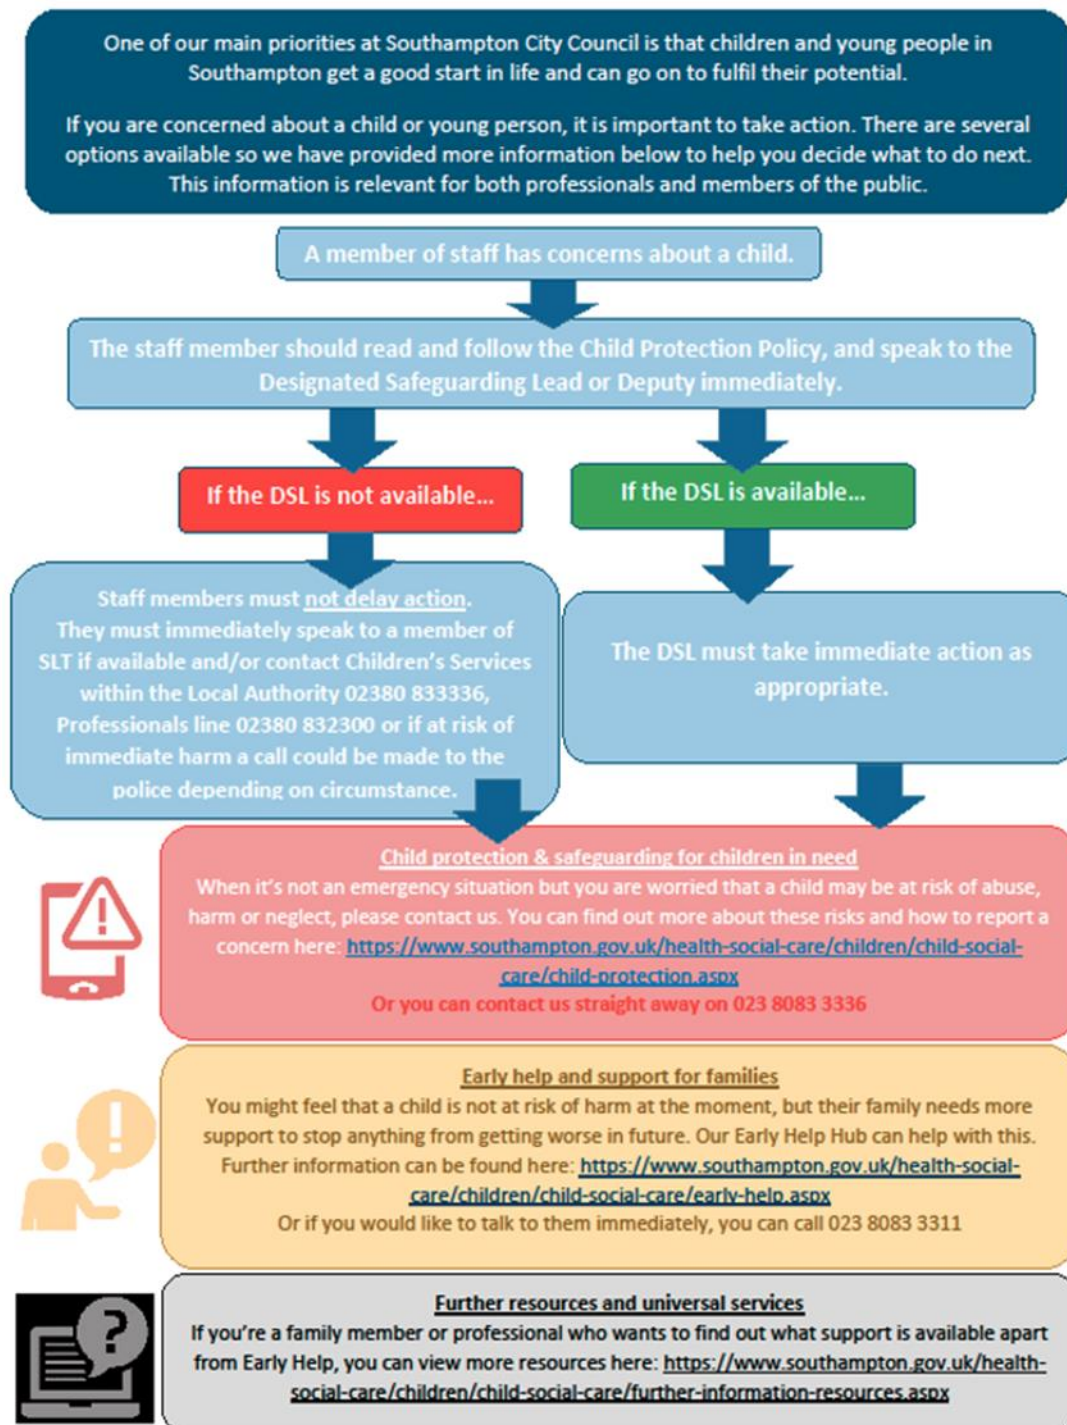 One of our main priorities at Southampton City Council is that children and young people in
Southampton get a good start in life and can go on to fulfil their potential.
If you are concerned about a child or young person, it is important to take action. There are several
options available so we have provided more information below to help you decide what to do next.
This information is relevant for both professionals and members of the public.
A member of staff has concerns about a child.
The staff member should read and follow the Child Protection Policy, and speak to the
Designated Safeguarding Lead or Deputy immediately.
If the DSL is not available...
If the DSL is available...
Staff members must not delay action.
They must immediately speak to a member of
SLT if available and/or contact Children's Services
within the Local Authority 02380 833336,
Professionals line 02380 832300 or if at risk of
immediate harm a call could be made to the
police depending on circumstance.
The DSL must take immediate action as
appropriate.
Child protection & safeguarding for children in need
When it's not an emergency situation but you are worried that a child may be at risk of abuse,
harm or neglect, please contact us. You can find out more about these risks and how to report a
concern here: https://www.southampton.gov.uk/health-social-care/children/child-social-
care/child-protection.aspx
Or you can contact us straight away on 023 8083 3336
Early help and support for families
You might feel that a child is not at risk of harm at the moment, but their family needs more
support to stop anything from getting worse in future. Our Early Help Hub can help with this.
Further information can be found here: https://www.southampton.gov.uk/health-social-
care/children/child-social-care/early-help.aspx
Or if you would like to talk to them immediately, you can call 023 8083 3311
Further resources and universal services
If you're a family member or professional who wants to find out what support is available apart
from Early Help, you can view more resources here: https://www.southampton.gov.uk/health-
social-care/children/child-social-care/further-information-resources.aspx